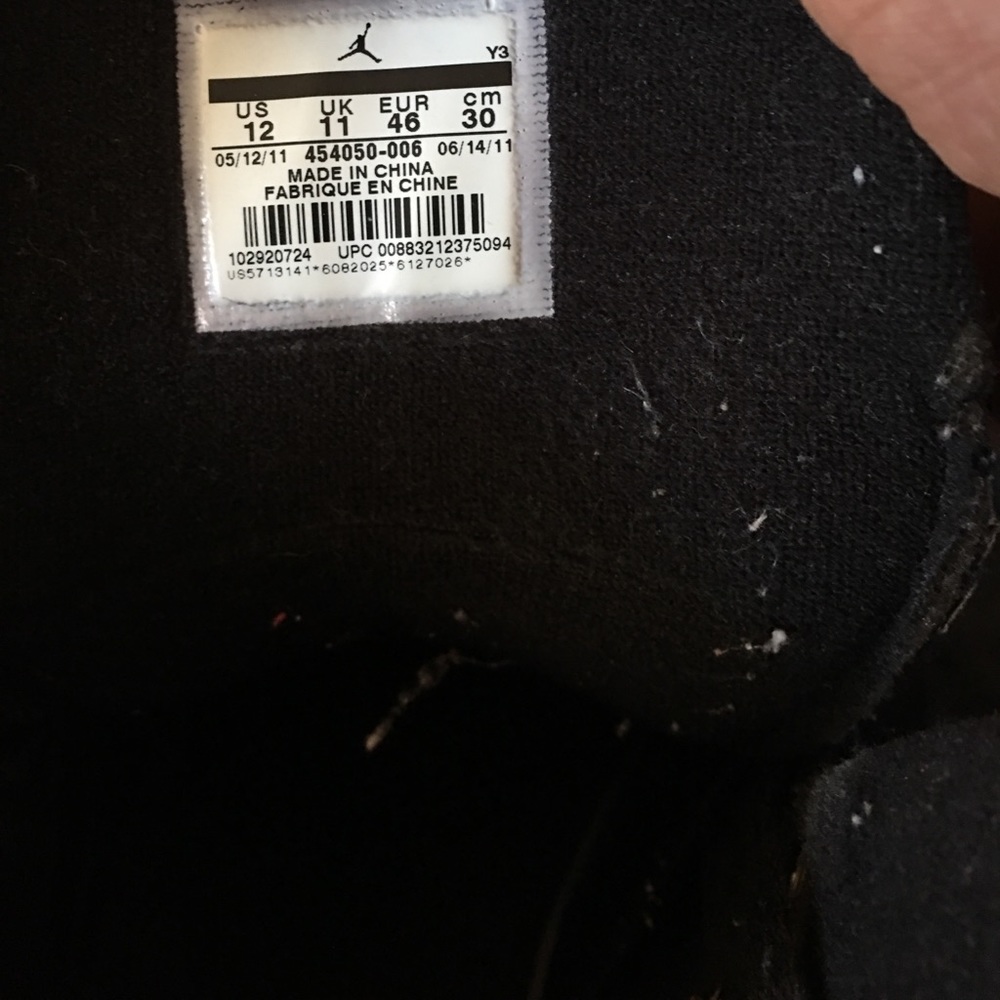 Y3
US UK EUR cm
12 11 46 30
05/12/11 454050-006 06/14/11
MADE IN CHINA
FABRIQUE EN CHINE
102920724 UPC 00883212375094
US5713141*6082025*6127026*